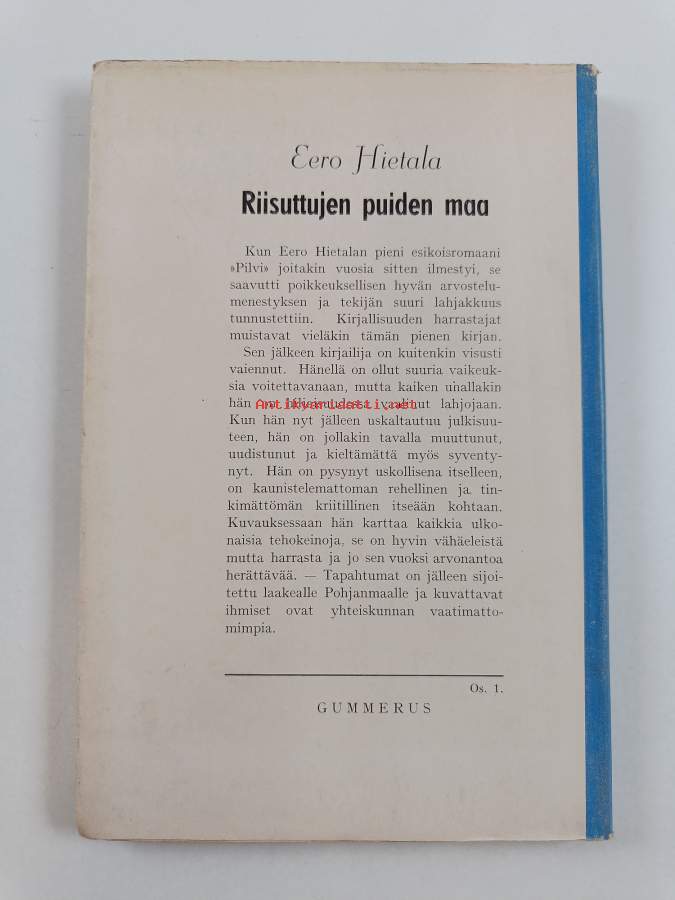 Eero Hietala
Riisuttujen puiden maa
Kun Eero Hietalan pieni esikoisromaani
»Pilvi» joitakin vuosia sitten ilmestyi, se
saavutti poikkeuksellisen hyvän arvostelu-
menestyksen ja tekijän suuri lahjakkuus
tunnustettiin. Kirjallisuuden harrastajat
muistavat vieläkin tämän pienen kirjan.
Sen jälkeen kirjailija on kuitenkin visusti
vaiennut. Hänellä on ollut suuria vaikeuk-
sia voitettavanaan, mutta kaiken uhallakin
hän on hiljaisuudessa vaalinut lahjojaan.
Antikvariaatti.net
Kun hän nyt jälleen uskaltautuu julkisuu-
teen, hän on jollakin tavalla muuttunut,
uudistunut ja kieltämättä myös syventy-
nyt. Hän on pysynyt uskollisena itselleen,
on kaunistelemattoman rehellinen ja tin-
kimättömän kriitillinen itseään kohtaan.
Kuvauksessaan hän karttaa kaikkia ulko-
naisia tehokeinoja, se on hyvin vähäeleistä
mutta harrasta ja jo sen vuoksi arvonantoa
herättävää. — Tapahtumat on jälleen sijoi-
tettu laakealle Pohjanmaalle ja kuvattavat
ihmiset ovat yhteiskunnan vaatimatto-
mimpia.
Os. 1.
GUMMERUS